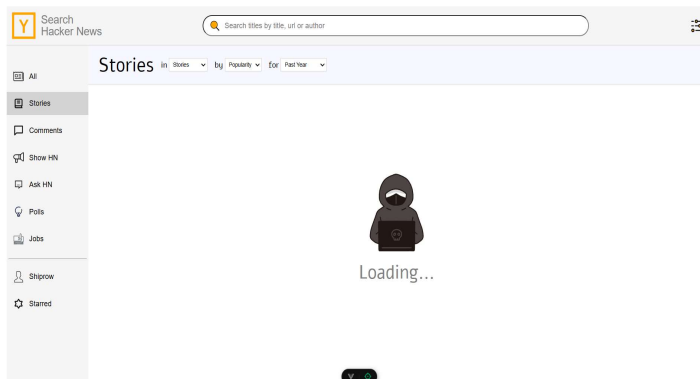 Y
Search
Hacker News
Search titles by title, url or author
Stories in Stories by Popularity for Past Year
All
Stories
Comments
Show HN
Ask HN
Polls
Jobs
Shiprow
Starred
Loading...